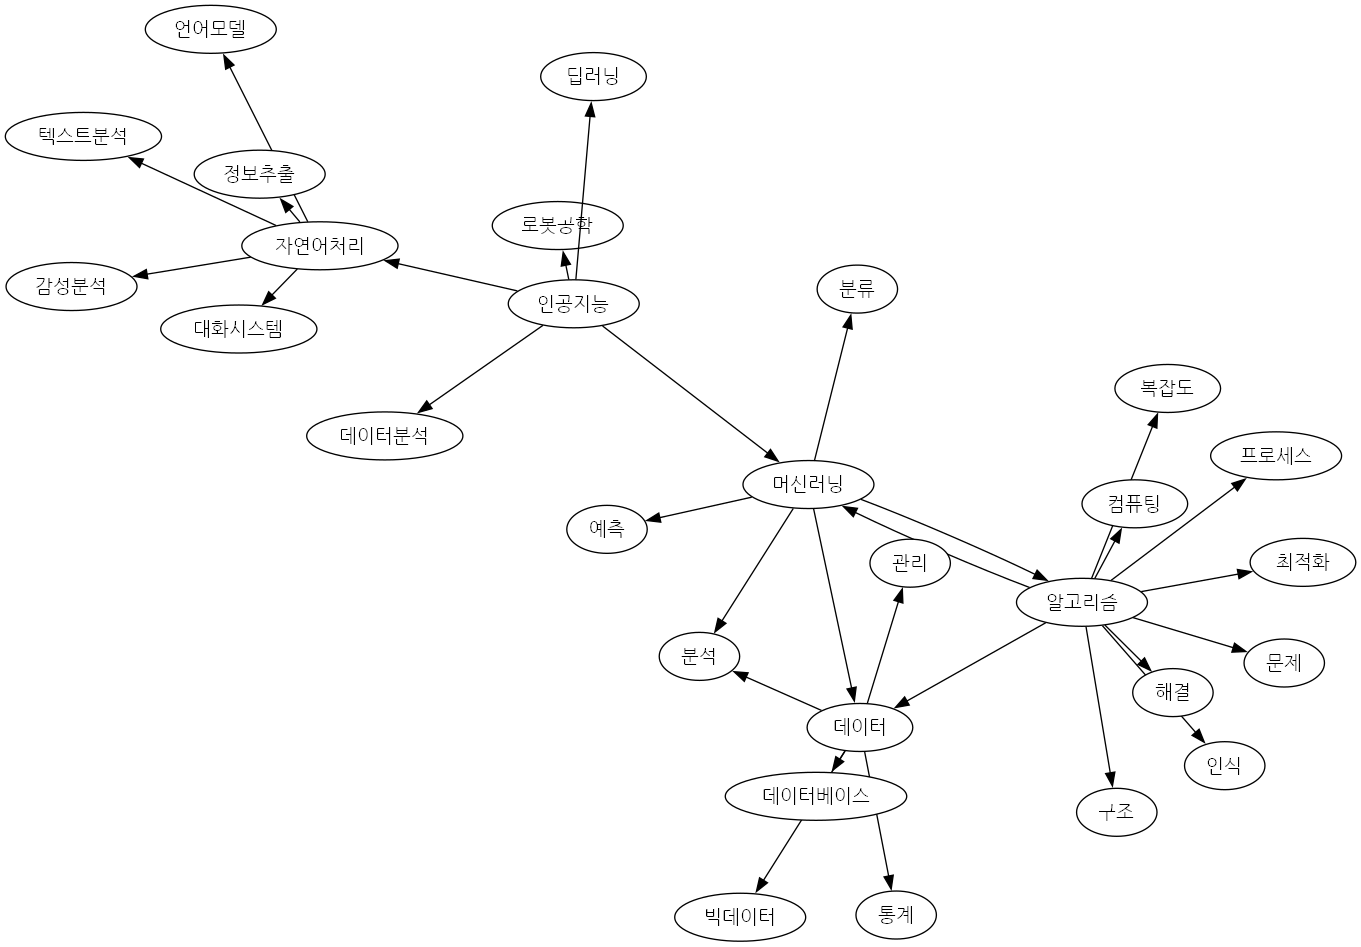 언어모델
딥러닝
텍스트분석
정보추출
로봇공학
자연어처리
감성분석
분류
인공지능
대화시스템
복잡도
데이터분석
프로세스
머신러닝
컴퓨팅
예측
관리
최적화
알고리즘
분석
문제
해결
데이터
인식
데이터베이스
구조
빅데이터
통계